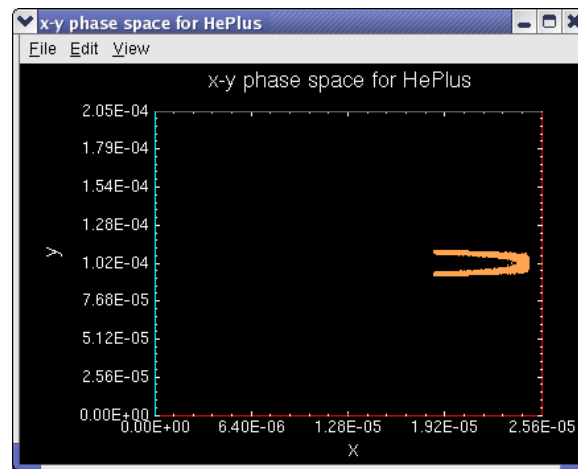 x-y phase space for HePlus
File Edit View
x-y phase space for HePlus
2.05E-04
1.79E-04
1.54E-04
1.28E-04
y
1.02E-04
7.68E-05
5.12E-05
2.56E-05
0.00E+00
0.00E+00 6.40E-06 1.28E-05 1.92E-05 2.56E-05
x